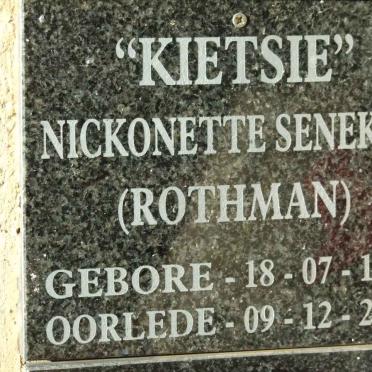 “KIETSIE”
NICKONETTE SENEK
(ROTHMAN)
GEBORE - 18 - 07 - 1
OORLEDE - 09 - 12 - 2